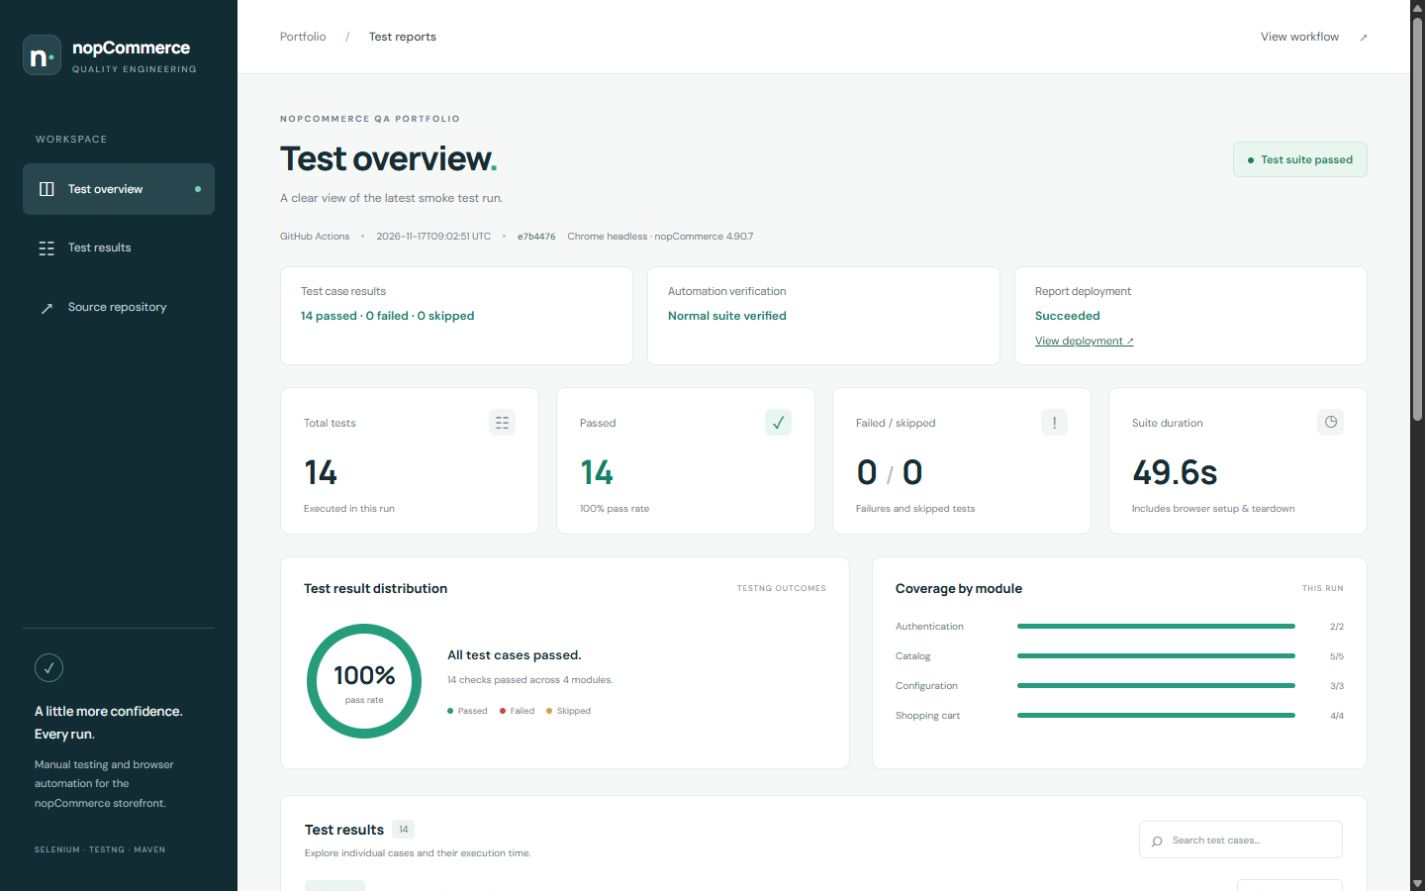 n.
nopCommerce
QUALITY ENGINEERING
WORKSPACE
Test overview
Test results
Source repository
A little more confidence.
Every run.
Manual testing and browser
automation for the
nopCommerce storefront.
SELENIUM · TESTNG · MAVEN
Portfolio / Test reports
View workflow ↗
NOPCOMMERCE QA PORTFOLIO
Test overview.
Test suite passed
A clear view of the latest smoke test run.
GitHub Actions • 2026-11-17T09:02:51 UTC • e7b4476 Chrome headless · nopCommerce 4.90.7
Test case results
14 passed · 0 failed · 0 skipped
Automation verification
Normal suite verified
Report deployment
Succeeded
View deployment ↗
Total tests
14
Executed in this run
Passed
✓
14
100% pass rate
Failed / skipped
!
0 / 0
Failures and skipped tests
Suite duration
49.6s
Includes browser setup & teardown
Test result distribution
TESTNG OUTCOMES
100%
pass rate
All test cases passed.
14 checks passed across 4 modules.
Passed Failed Skipped
Coverage by module
THIS RUN
Authentication 2/2
Catalog 5/5
Configuration 3/3
Shopping cart 4/4
Test results 14
Explore individual cases and their execution time.
Search test cases...